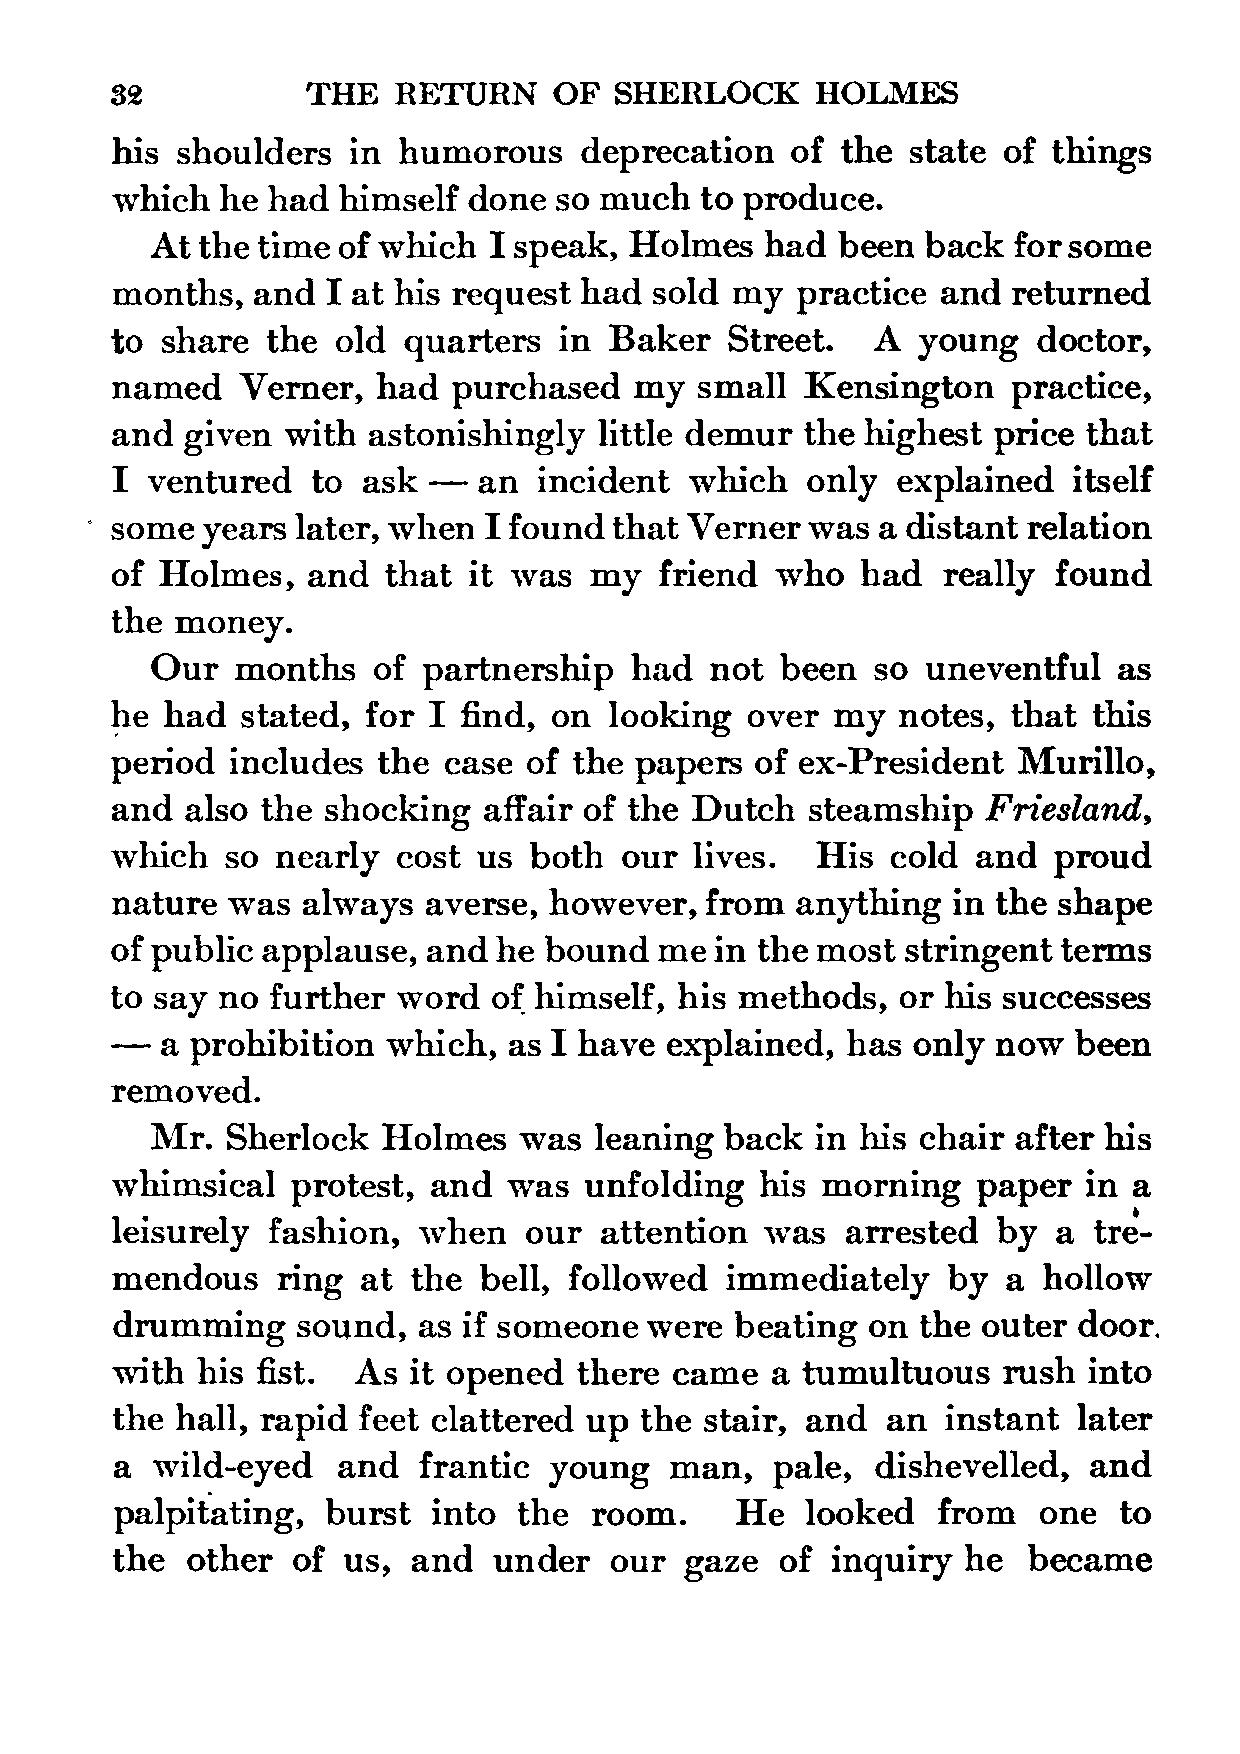 32 THE RETURN OF SHERLOCK HOLMES
his shoulders in humorous deprecation of the state of things
which he had himself done so much to produce.
At the time of which I speak, Holmes had been back for some
months, and I at his request had sold my practice and returned
to share the old quarters in Baker Street. A young doctor,
named Verner, had purchased my small Kensington practice,
and given with astonishingly little demur the highest price that
I ventured to ask — an incident which only explained itself
some years later, when I found that Verner was a distant relation
of Holmes, and that it was my friend who had really found
the money.
Our months of partnership had not been so uneventful as
he had stated, for I find, on looking over my notes, that this
period includes the case of the papers of ex-President Murillo,
and also the shocking affair of the Dutch steamship Friesland,
which so nearly cost us both our lives. His cold and proud
nature was always averse, however, from anything in the shape
of public applause, and he bound me in the most stringent terms
to say no further word of himself, his methods, or his successes
— a prohibition which, as I have explained, has only now been
removed.
Mr. Sherlock Holmes was leaning back in his chair after his
whimsical protest, and was unfolding his morning paper in a
leisurely fashion, when our attention was arrested by a tre-
mendous ring at the bell, followed immediately by a hollow
drumming sound, as if someone were beating on the outer door
with his fist. As it opened there came a tumultuous rush into
the hall, rapid feet clattered up the stair, and an instant later
a wild-eyed and frantic young man, pale, dishevelled, and
palpitating, burst into the room. He looked from one to
the other of us, and under our gaze of inquiry he became